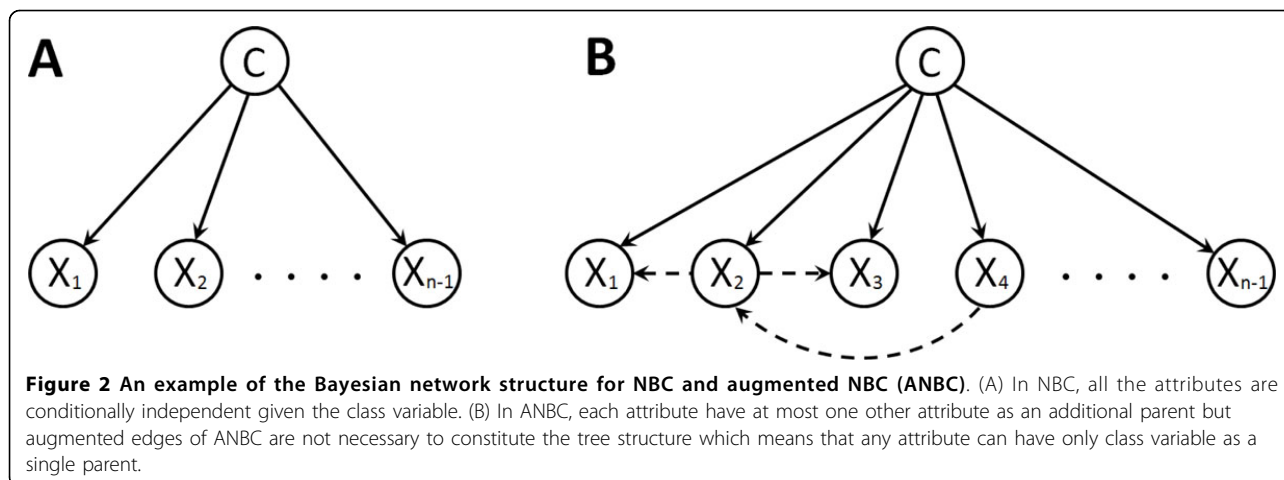 A
B
C
C
X1
X2
. . . .
Xn-1
X1
X2
X3
X4
. . . .
Xn-1
Figure 2 An example of the Bayesian network structure for NBC and augmented NBC (ANBC). (A) In NBC, all the attributes are
conditionally independent given the class variable. (B) In ANBC, each attribute have at most one other attribute as an additional parent but
augmented edges of ANBC are not necessary to constitute the tree structure which means that any attribute can have only class variable as a
single parent.